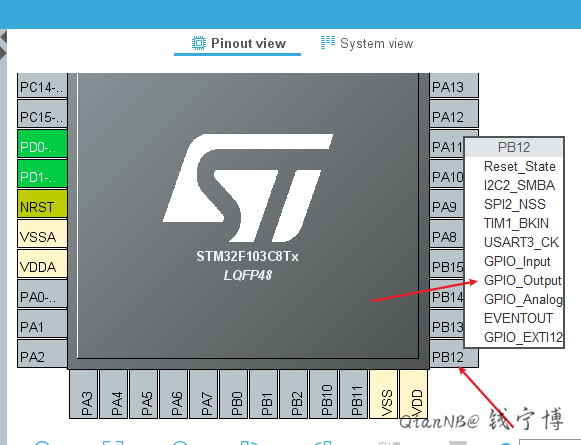 Pinout view
System view
PC14-..
PC15-..
PD0-..
PD1-..
NRST
VSSA
VDDA
PA0-..
PA1
PA2
STM32F103C8Tx
LQFP48
PA13
PA12
PA11
PA10
PA9
PA8
PB15
PB14
PB13
PB12
PB12
Reset_State
I2C2_SMBA
SPI2_NSS
TIM1_BKIN
USART3_CK
GPIO_Input
GPIO_Output
GPIO_Analog
EVENTOUT
GPIO_EXTI12
PA3
PA4
PA5
PA6
PA7
PB0
PB1
PB2
PB10
PB11
VSS
VDD
QianNB@ 钱宁博